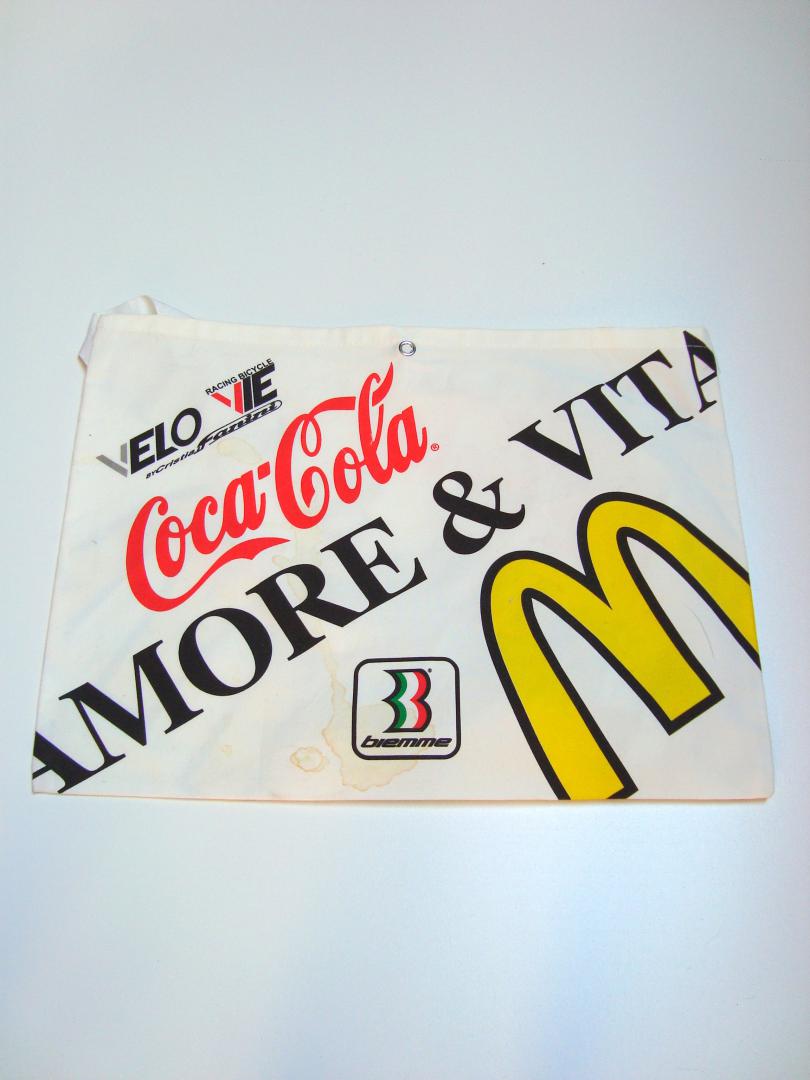 RACING BICYCLE
VELO VIE
BY Cristian Fanini
Coca-Cola®
AMORE & VITA
M
biemme